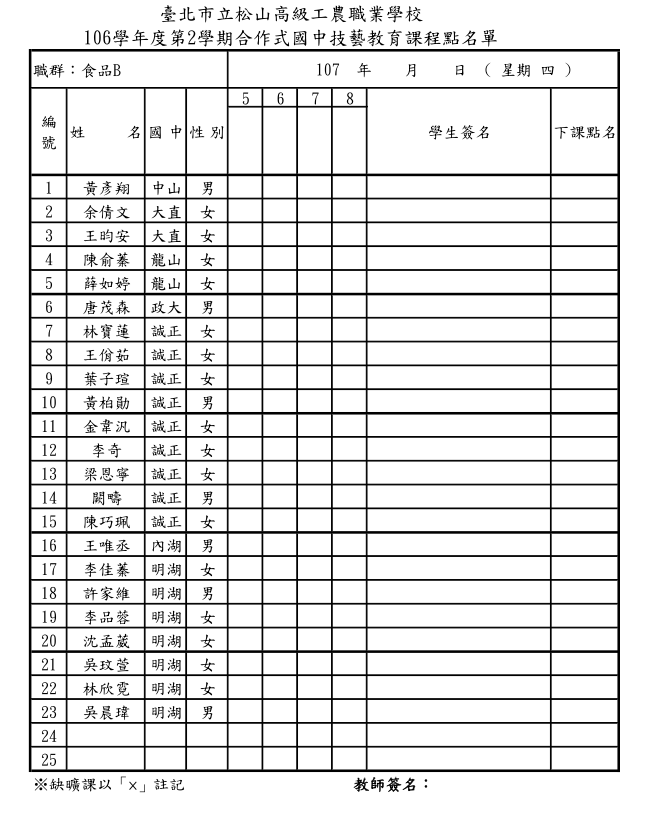 臺北市立松山高級工農職業學校
106學年度第2學期合作式國中技藝教育課程點名單
職群：食品B 107 年 月 日 （ 星期 四 ）
編號 姓 名 國 中 性 別 5 6 7 8 學生簽名 下課點名
1 黃彥翔 中山 男
2 余倩文 大直 女
3 王昀安 大直 女
4 陳俞蓁 龍山 女
5 薛如婷 龍山 女
6 唐茂森 政大 男
7 林寶蓮 誠正 女
8 王佾茹 誠正 女
9 葉子瑄 誠正 女
10 黃柏勛 誠正 男
11 金韋汎 誠正 女
12 李奇 誠正 女
13 梁恩寧 誠正 女
14 闕疇 誠正 男
15 陳巧珮 誠正 女
16 王唯丞 內湖 男
17 李佳蓁 明湖 女
18 許家維 明湖 男
19 李品蓉 明湖 女
20 沈孟葳 明湖 女
21 吳玟萱 明湖 女
22 林欣霓 明湖 女
23 吳晨瑋 明湖 男
24
25
※缺曠課以「×」註記 教師簽名：